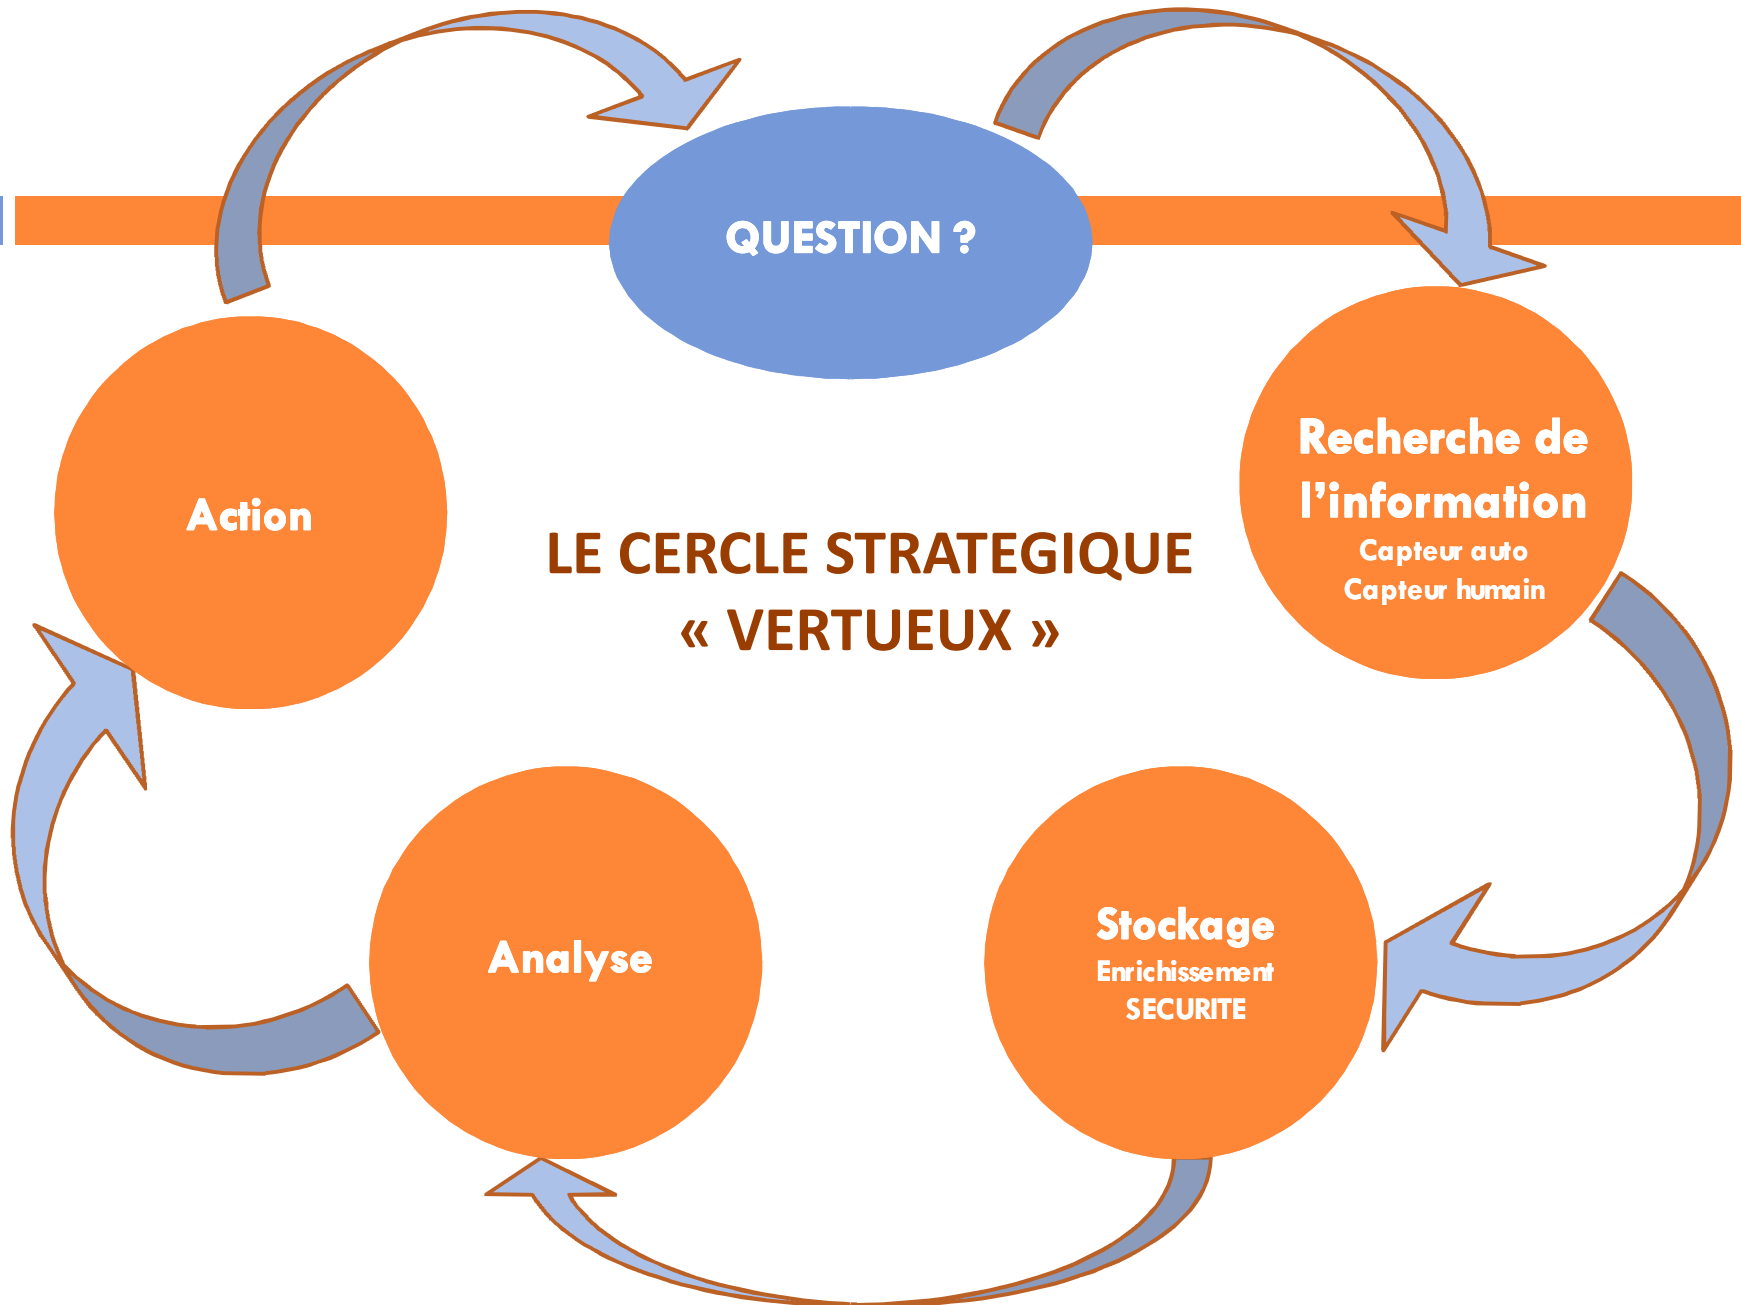 QUESTION ?
Recherche de
l’information
Capteur auto
Capteur humain
Action
LE CERCLE STRATEGIQUE
« VERTUEUX »
Stockage
Enrichissement
SECURITE
Analyse